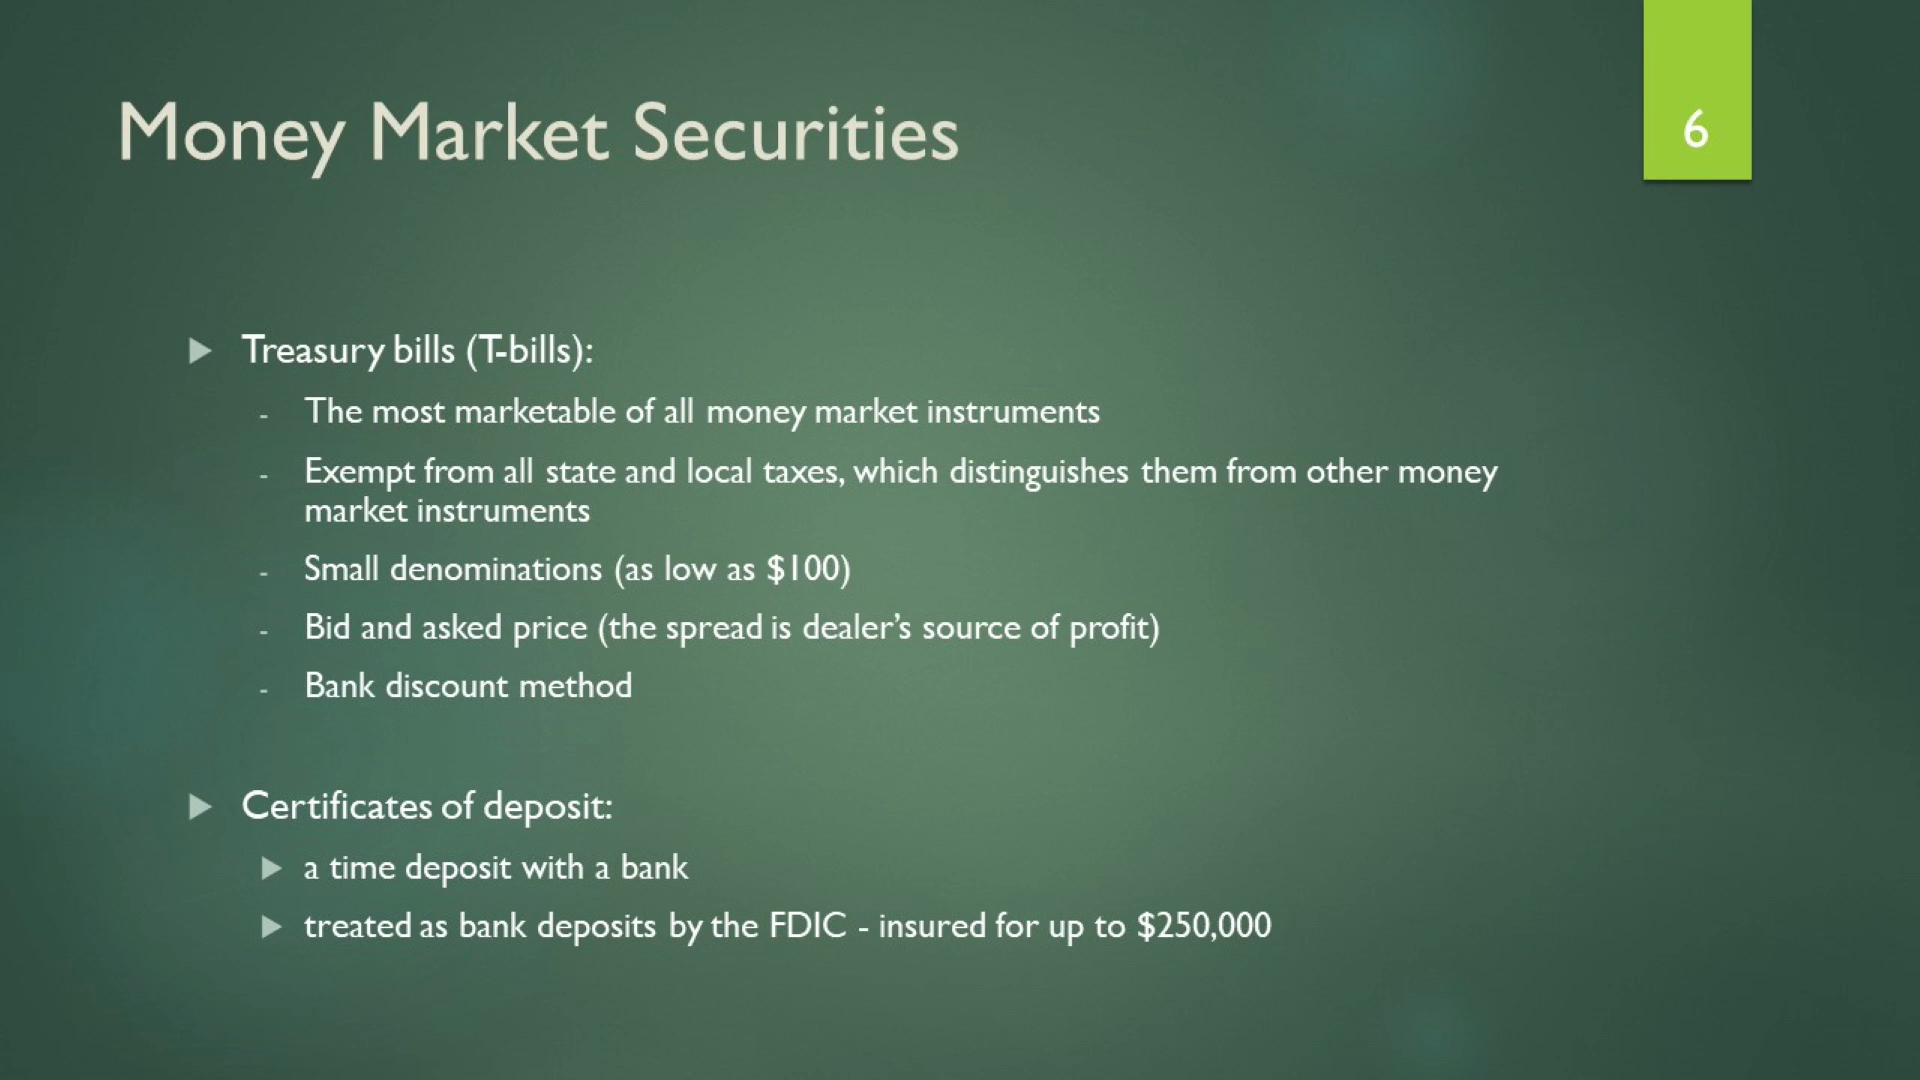 Money Market Securities
6
Treasury bills (T-bills):
- The most marketable of all money market instruments
- Exempt from all state and local taxes, which distinguishes them from other money
market instruments
- Small denominations (as low as $100)
- Bid and asked price (the spread is dealer’s source of profit)
- Bank discount method
Certificates of deposit:
a time deposit with a bank
treated as bank deposits by the FDIC - insured for up to $250,000